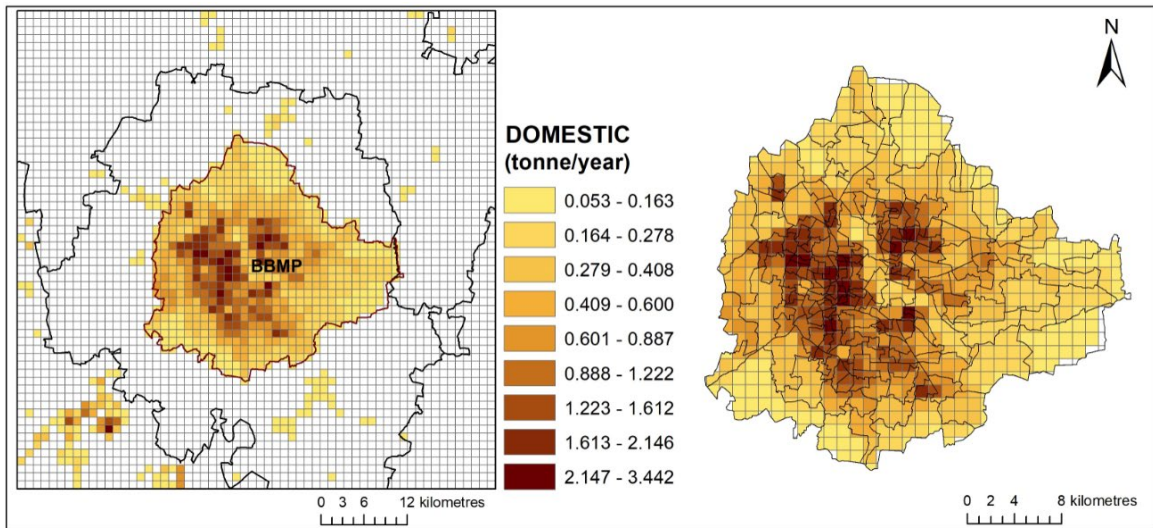 BBMP
0 3 6 12 kilometres
DOMESTIC
(tonne/year)
0.053 - 0.163
0.164 - 0.278
0.279 - 0.408
0.409 - 0.600
0.601 - 0.887
0.888 - 1.222
1.223 - 1.612
1.613 - 2.146
2.147 - 3.442
N
0 2 4 8 kilometres